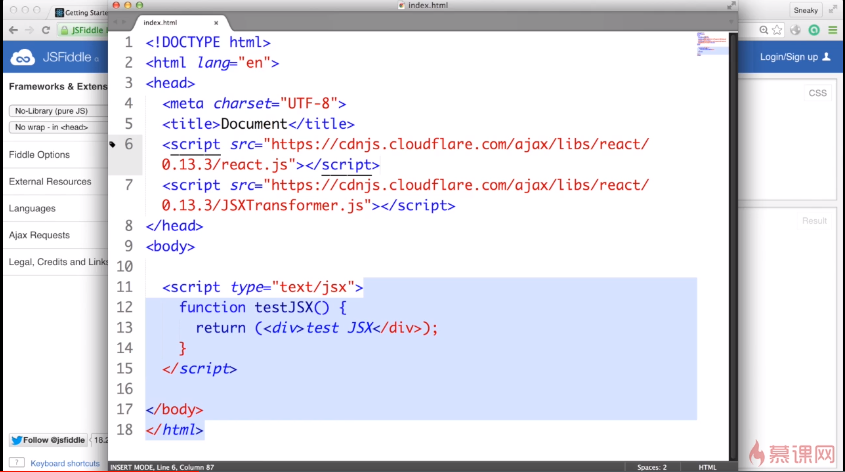 Getting Starte
index.html
Sneaky
JSFiddle
index.html
JSFiddle
Login/Sign up
Frameworks & Extens
No-Library (pure JS)
No wrap - in <head>
Fiddle Options
External Resources
Languages
Ajax Requests
Legal, Credits and Links
Follow @jsfiddle
18.2
? Keyboard shortcuts
1 <!DOCTYPE html>
2 <html lang="en">
3 <head>
4 <meta charset="UTF-8">
5 <title>Document</title>
6 <script src="https://cdnjs.cloudflare.com/ajax/libs/react/
0.13.3/react.js"></script>
7 <script src="https://cdnjs.cloudflare.com/ajax/libs/react/
0.13.3/JSXTransformer.js"></script>
8 </head>
9 <body>
10
11 <script type="text/jsx">
12 function testJSX() {
13 return (<div>test JSX</div>);
14 }
15 </script>
16
17 </body>
18 </html>
CSS
Result
INSERT MODE, Line 6, Column 87
Spaces: 2
HTML
慕课网